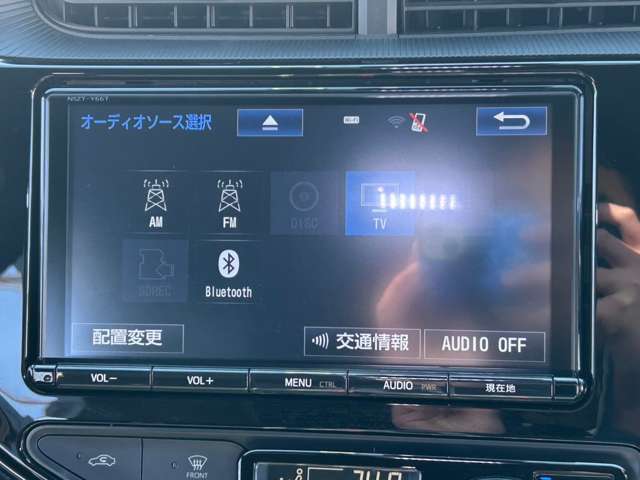 NSZT-Y66T
オーディオソース選択
Wi-Fi
AM FM DISC TV
SDREC Bluetooth
配置変更 交通情報 AUDIO OFF
VOL− VOL+ MENU CTRL AUDIO PWR 現在地
FRONT